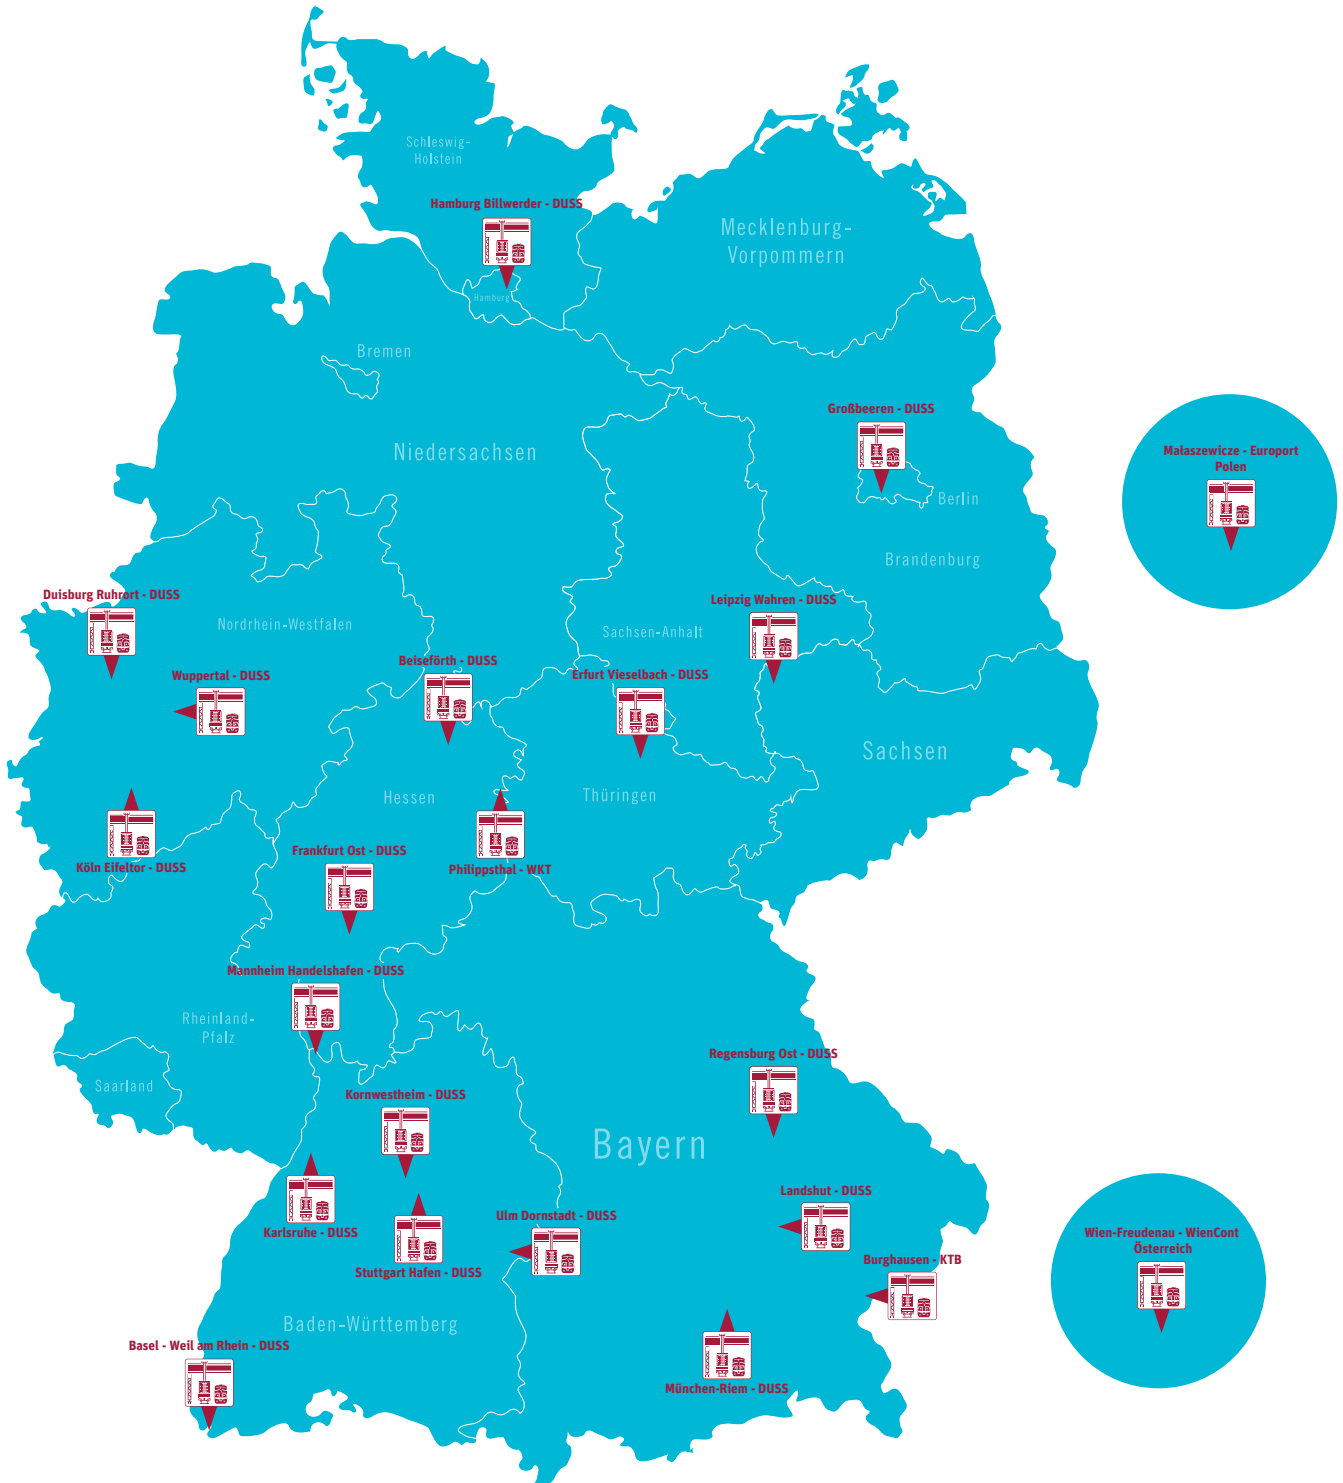 Schleswig-
Holstein
Hamburg Billwerder - DUSS
Mecklenburg-
Vorpommern
Hamburg
Bremen
Großbeeren - DUSS
Niedersachsen
Małaszewicze - Europort
Polen
Berlin
Brandenburg
Duisburg Ruhrort - DUSS
Leipzig Wahren - DUSS
Nordrhein-Westfalen
Sachsen-Anhalt
Beiseförth - DUSS
Wuppertal - DUSS
Erfurt Vieselbach - DUSS
Sachsen
Hessen
Thüringen
Frankfurt Ost - DUSS
Köln Eifeltor - DUSS
Philippsthal - WKT
Mannheim Handelshafen - DUSS
Rheinland-
Pfalz
Regensburg Ost - DUSS
Saarland
Kornwestheim - DUSS
Bayern
Landshut - DUSS
Ulm Dornstadt - DUSS
Karlsruhe - DUSS
Wien-Freudenau - WienCont
Österreich
Burghausen - KTB
Stuttgart Hafen - DUSS
Baden-Württemberg
Basel - Weil am Rhein - DUSS
München-Riem - DUSS